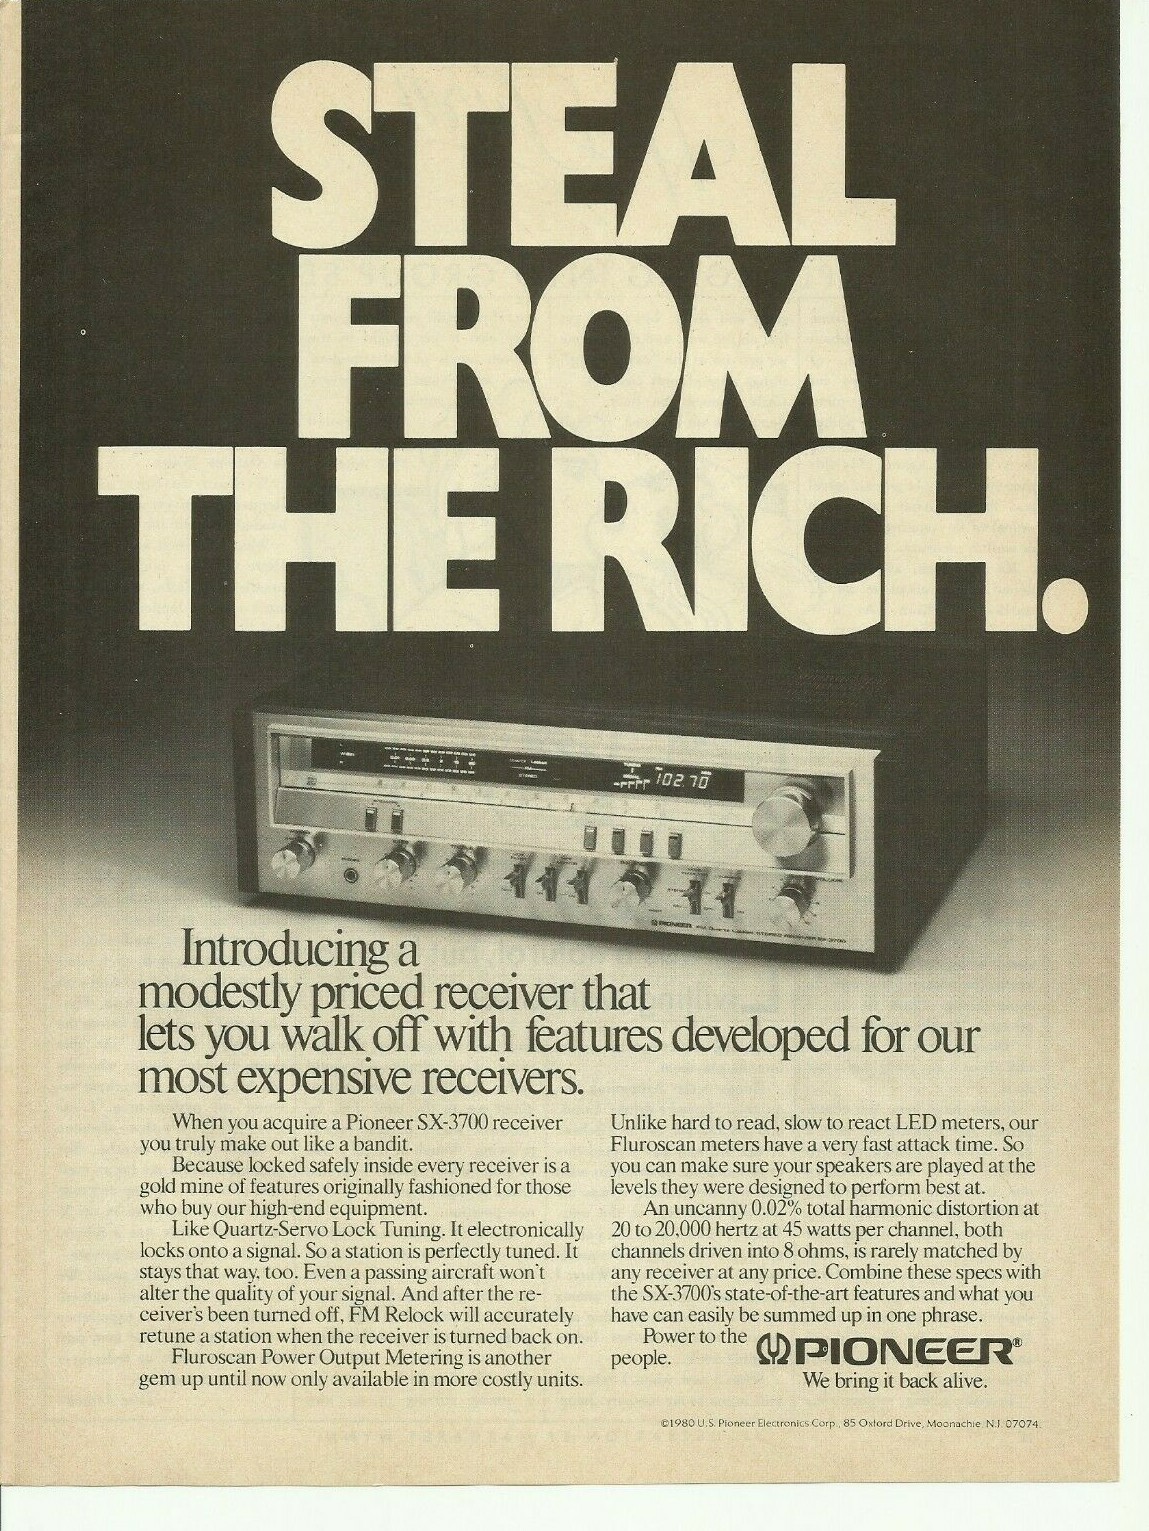 STEAL
FROM
THE RICH.
102.70
PIONEER
Introducing a
modestly priced receiver that
lets you walk off with features developed for our
most expensive receivers.
When you acquire a Pioneer SX-3700 receiver
you truly make out like a bandit.
Because locked safely inside every receiver is a
gold mine of features originally fashioned for those
who buy our high-end equipment.
Like Quartz-Servo Lock Tuning. It electronically
locks onto a signal. So a station is perfectly tuned. It
stays that way, too. Even a passing aircraft won't
alter the quality of your signal. And after the re-
ceiver's been turned off, FM Relock will accurately
retune a station when the receiver is turned back on.
Fluroscan Power Output Metering is another
gem up until now only available in more costly units.
Unlike hard to read, slow to react LED meters, our
Fluroscan meters have a very fast attack time. So
you can make sure your speakers are played at the
levels they were designed to perform best at.
An uncanny 0.02% total harmonic distortion at
20 to 20,000 hertz at 45 watts per channel, both
channels driven into 8 ohms, is rarely matched by
any receiver at any price. Combine these specs with
the SX-3700's state-of-the-art features and what you
have can easily be summed up in one phrase.
Power to the
people.
PIONEER®
We bring it back alive.
©1980 U.S. Pioneer Electronics Corp., 85 Oxford Drive, Moonachie, N.J. 07074.